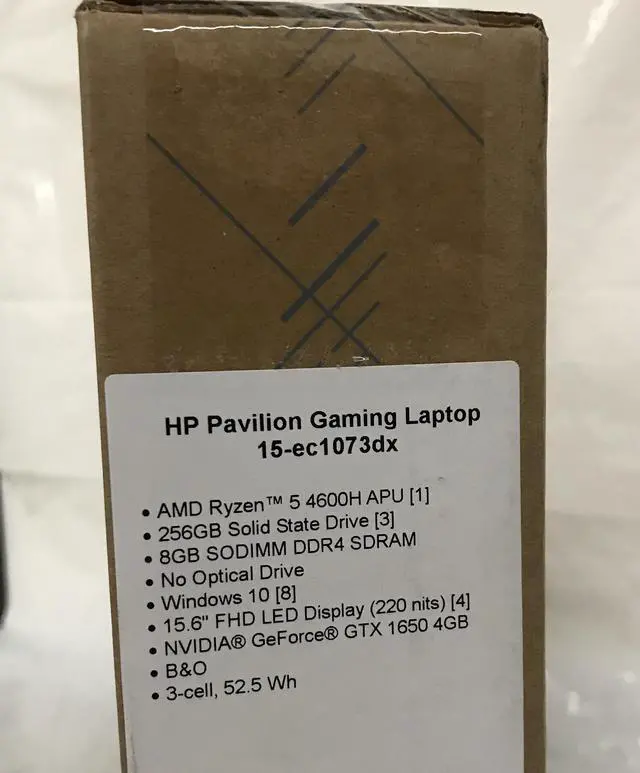 HP Pavilion Gaming Laptop
15-ec1073dx
• AMD Ryzen™ 5 4600H APU [1]
• 256GB Solid State Drive [3]
• 8GB SODIMM DDR4 SDRAM
• No Optical Drive
• Windows 10 [8]
• 15.6" FHD LED Display (220 nits) [4]
• NVIDIA® GeForce® GTX 1650 4GB
• B&O
• 3-cell, 52.5 Wh